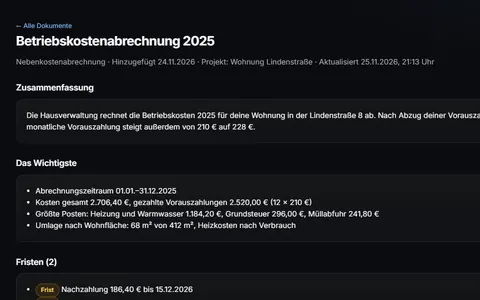 ← Alle Dokumente
Betriebskostenabrechnung 2025
Nebenkostenabrechnung · Hinzugefügt 24.11.2026 · Projekt: Wohnung Lindenstraße · Aktualisiert 25.11.2026, 21:13 Uhr
Zusammenfassung
Die Hausverwaltung rechnet die Betriebskosten 2025 für deine Wohnung in der Lindenstraße 8 ab. Nach Abzug deiner Vorausza
monatliche Vorauszahlung steigt außerdem von 210 € auf 228 €.
Das Wichtigste
• Abrechnungszeitraum 01.01.–31.12.2025
• Kosten gesamt 2.706,40 €, gezahlte Vorauszahlungen 2.520,00 € (12 × 210 €)
• Größte Posten: Heizung und Warmwasser 1.184,20 €, Grundsteuer 296,00 €, Müllabfuhr 241,80 €
• Umlage nach Wohnfläche: 68 m² von 412 m², Heizkosten nach Verbrauch
Fristen (2)
• Frist Nachzahlung 186,40 € bis 15.12.2026